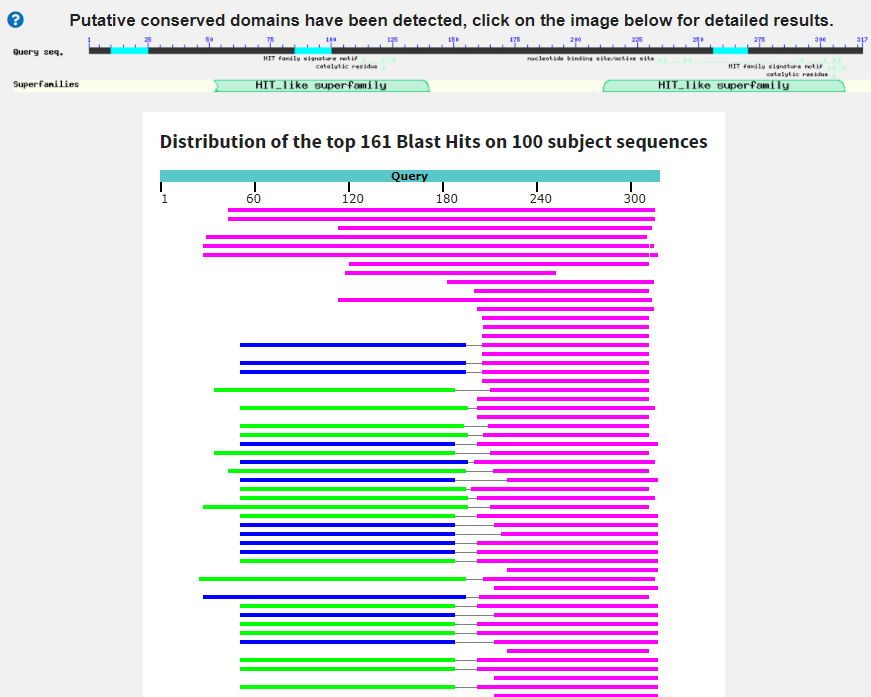 ? Putative conserved domains have been detected, click on the image below for detailed results.
1 25 50 75 100 125 150 175 200 225 250 275 300 317
Query seq.
HIT family signature motif nucleotide binding site/active site
catalytic residue HIT family signature motif
catalytic residue
Superfamilies HIT_like superfamily HIT_like superfamily
Distribution of the top 161 Blast Hits on 100 subject sequences
Query
1 60 120 180 240 300